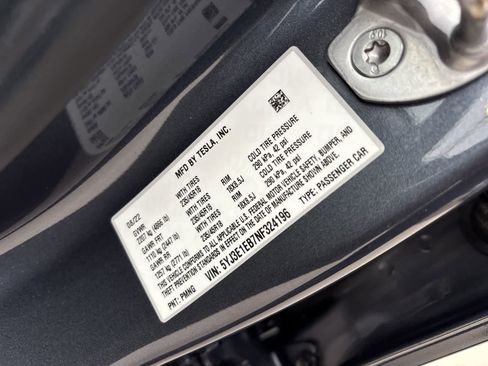 MFD BY TESLA, INC.
08/22
GVWR WITH TIRES RIM COLD TIRE PRESSURE
2207 kg (4866 lb) 235/45R18 18X8.5J 290 kPa, 42 psi
GAWR FRT WITH TIRES RIM COLD TIRE PRESSURE
1110 kg (2447 lb) 235/45R18 18X8.5J 290 kPa, 42 psi
GAWR RR
1257 kg (2771 lb)
THIS VEHICLE CONFORMS TO ALL APPLICABLE U.S. FEDERAL MOTOR VEHICLE SAFETY, BUMPER, AND
THEFT PREVENTION STANDARDS IN EFFECT ON THE DATE OF MANUFACTURE SHOWN ABOVE.
VIN: 5YJ3E1EB7NF324196 TYPE: PASSENGER CAR
PNT: PMNG